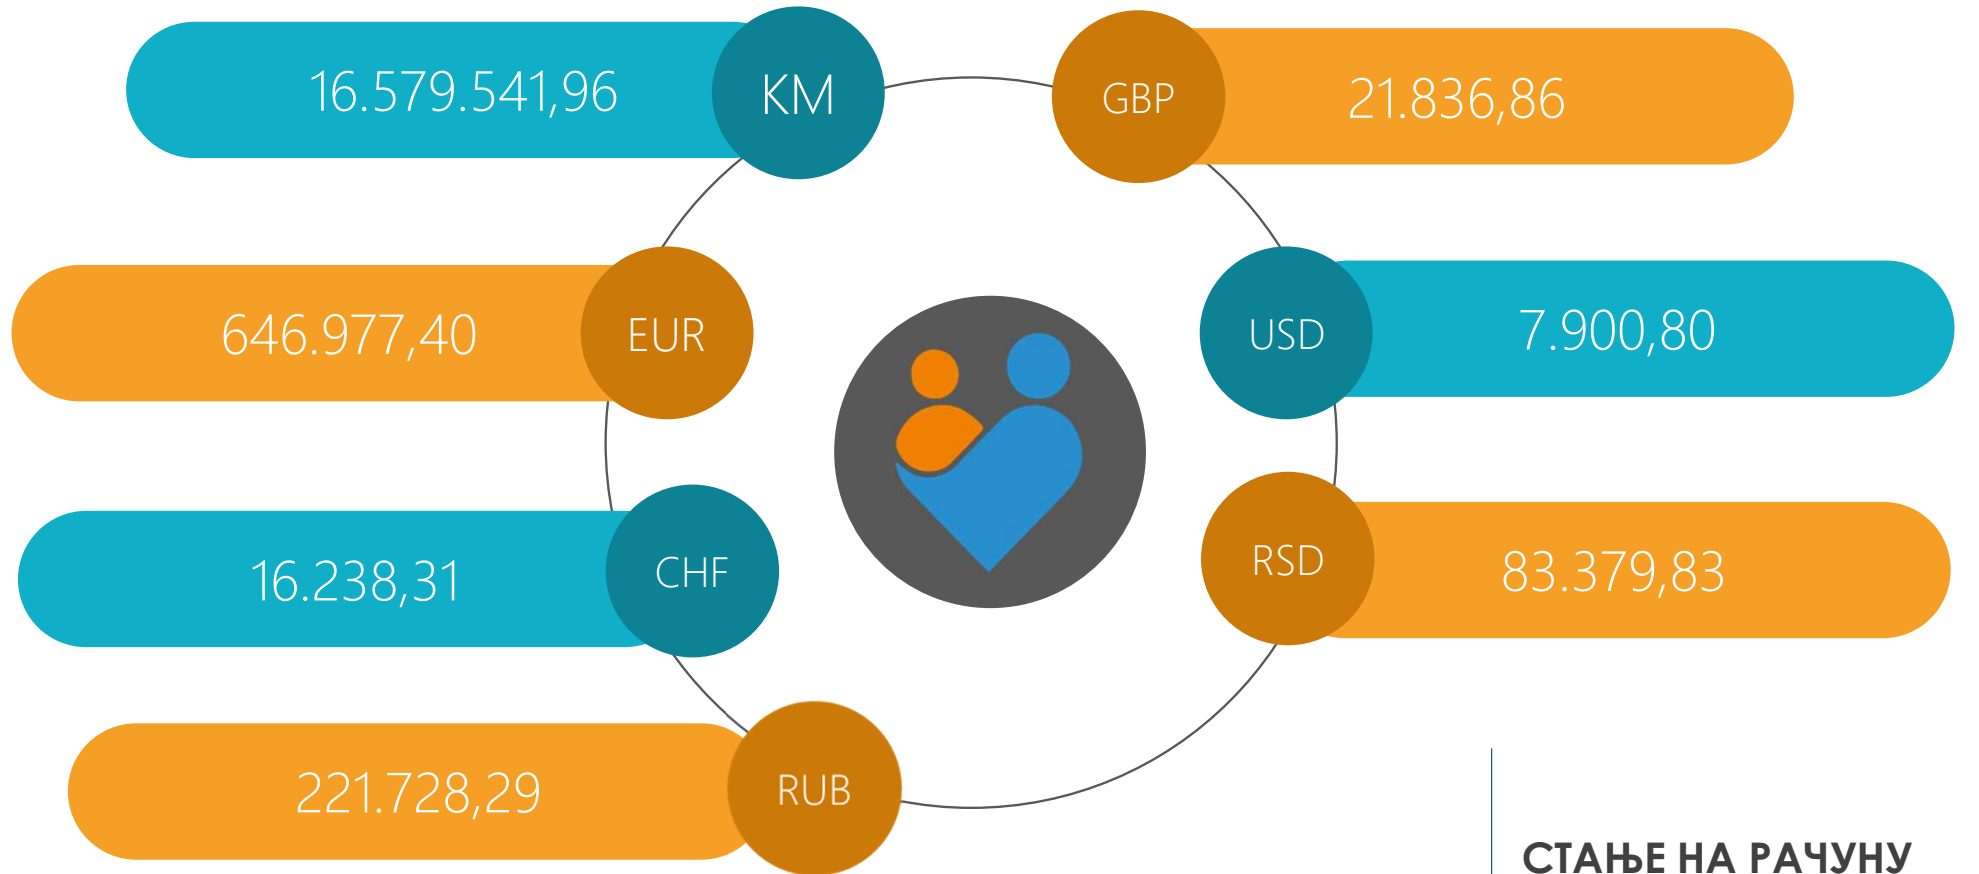 16.579.541,96 KM
GBP 21.836,86
646.977,40 EUR
USD 7.900,80
16.238,31 CHF
RSD 83.379,83
221.728,29 RUB
СТАЊЕ НА РАЧУНУ